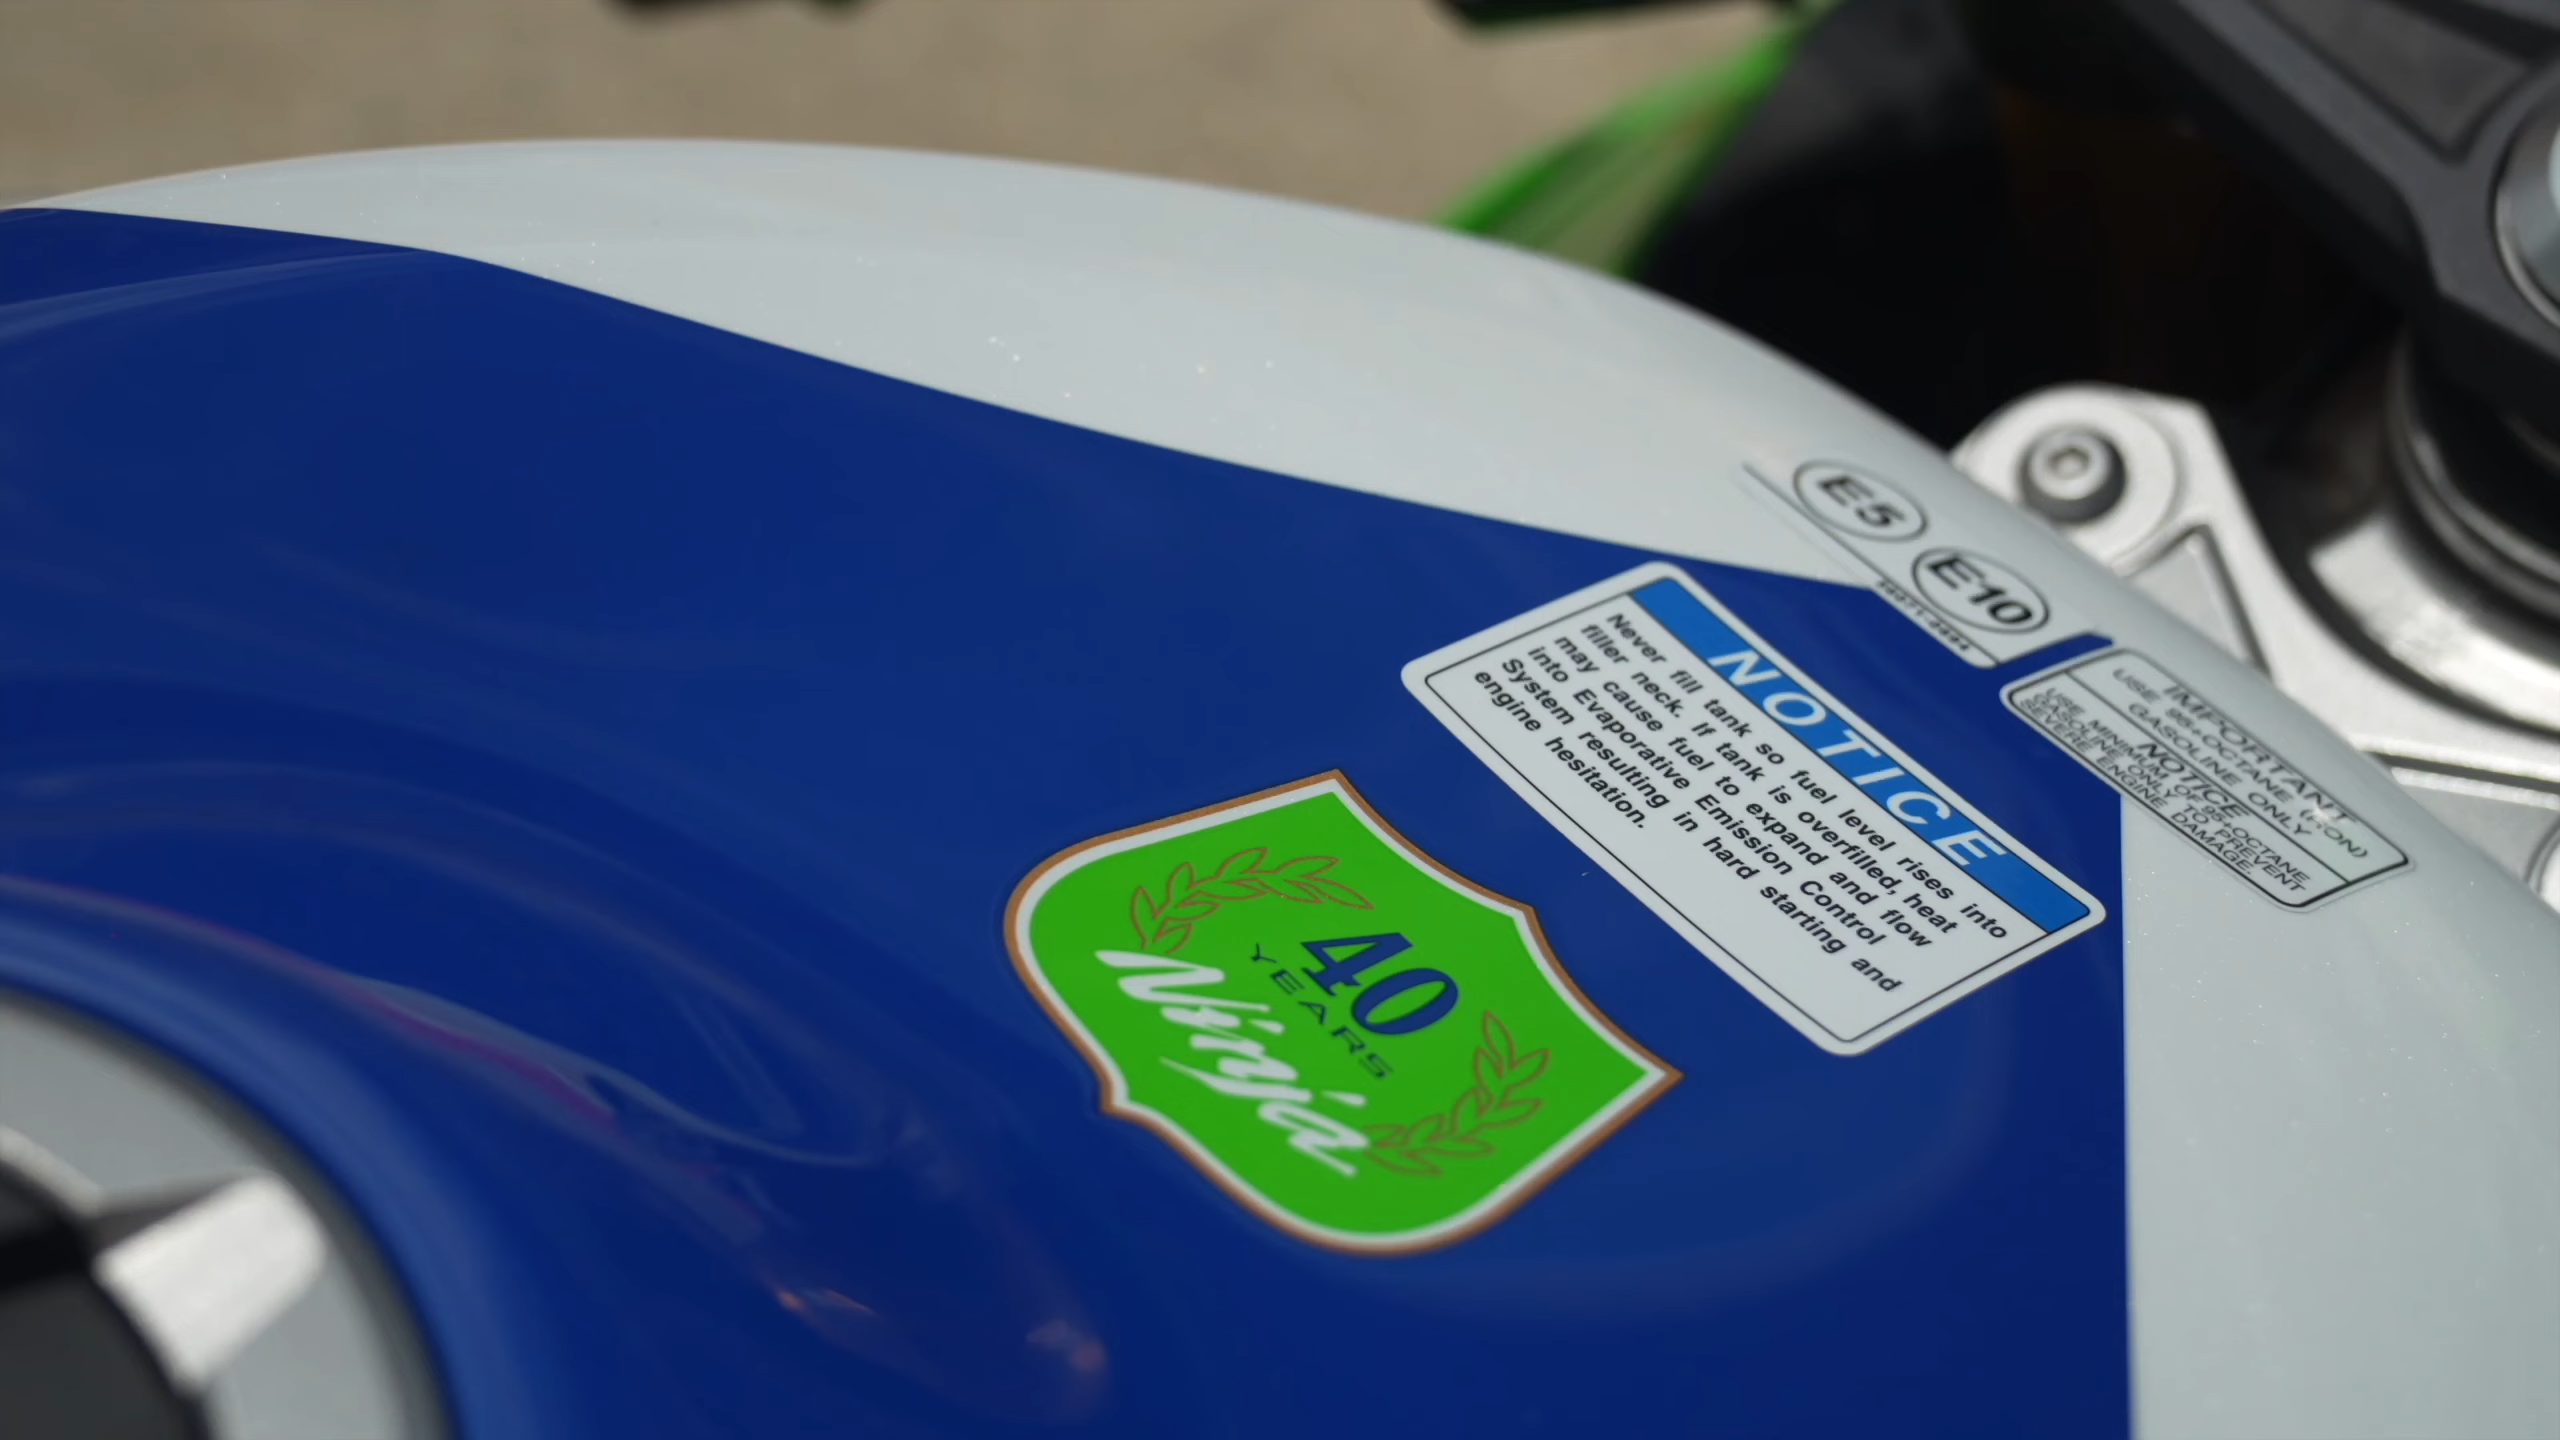 E5
E10
NOTICE
Never fill tank so fuel level rises into
filler neck. If tank is overfilled, heat
may cause fuel to expand and flow
into Evaporative Emission Control
System resulting in hard starting and
engine hesitation.
IMPORTANT
USE 95+OCTANE (RON)
GASOLINE ONLY
NOTICE
USE MINIMUM OF 95+OCTANE
GASOLINE ONLY TO PREVENT
SEVERE ENGINE DAMAGE.
40
YEARS
Ninja